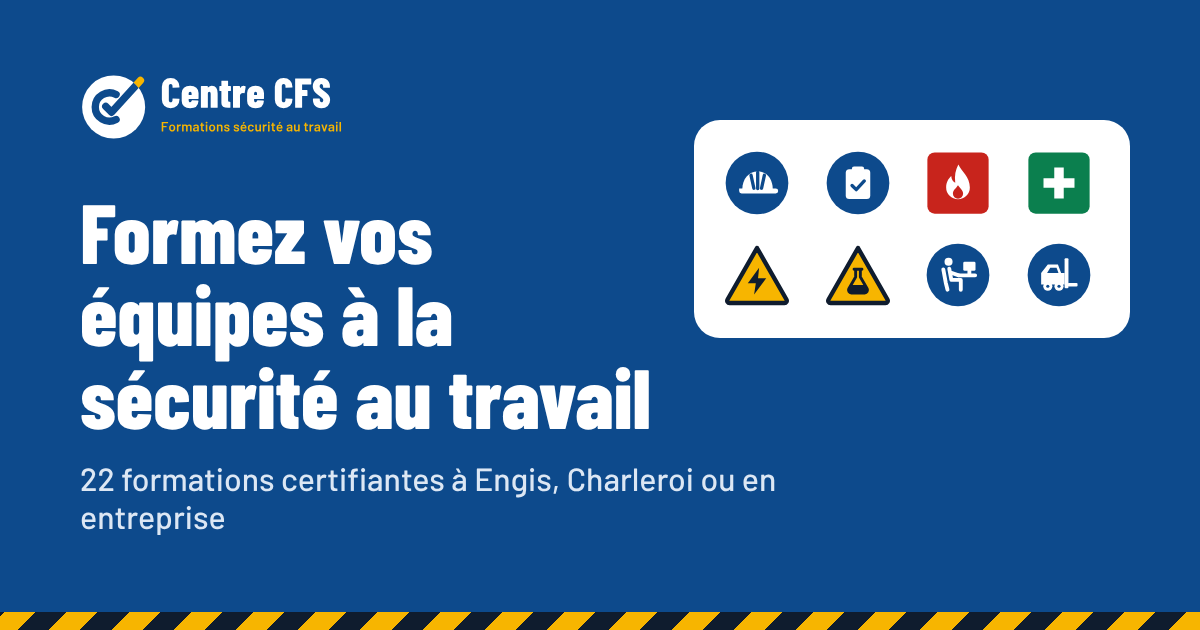 Centre CFS
Formations sécurité au travail
Formez vos
équipes à la
sécurité au travail
22 formations certifiantes à Engis, Charleroi ou en
entreprise